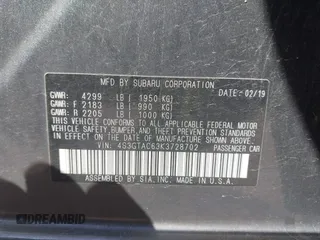 MFD BY SUBARU CORPORATION
GVWR: 4299 LB (1950 KG) DATE: 02/19
GAWR: F 2183 LB ( 990 KG)
GAWR: R 2205 LB (1000 KG)
THIS VEHICLE CONFORMS TO ALL APPLICABLE FEDERAL MOTOR
VEHICLE SAFETY, BUMPER, AND THEFT PREVENTION STANDARDS
IN EFFECT ON THE DATE OF MANUFACTURE SHOWN ABOVE.
VIN: 4S3GTAC63K3728702 PASSENGER CAR
ASSEMBLED BY SIA, INC. MADE IN U.S.A.
AMBID